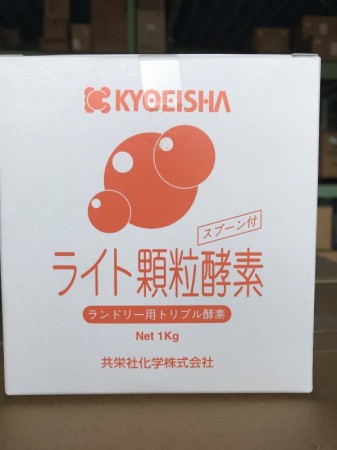 KYOEISHA
スプーン付
ライト顆粒酵素
ランドリー用トリプル酵素
Net 1Kg
共栄社化学株式会社